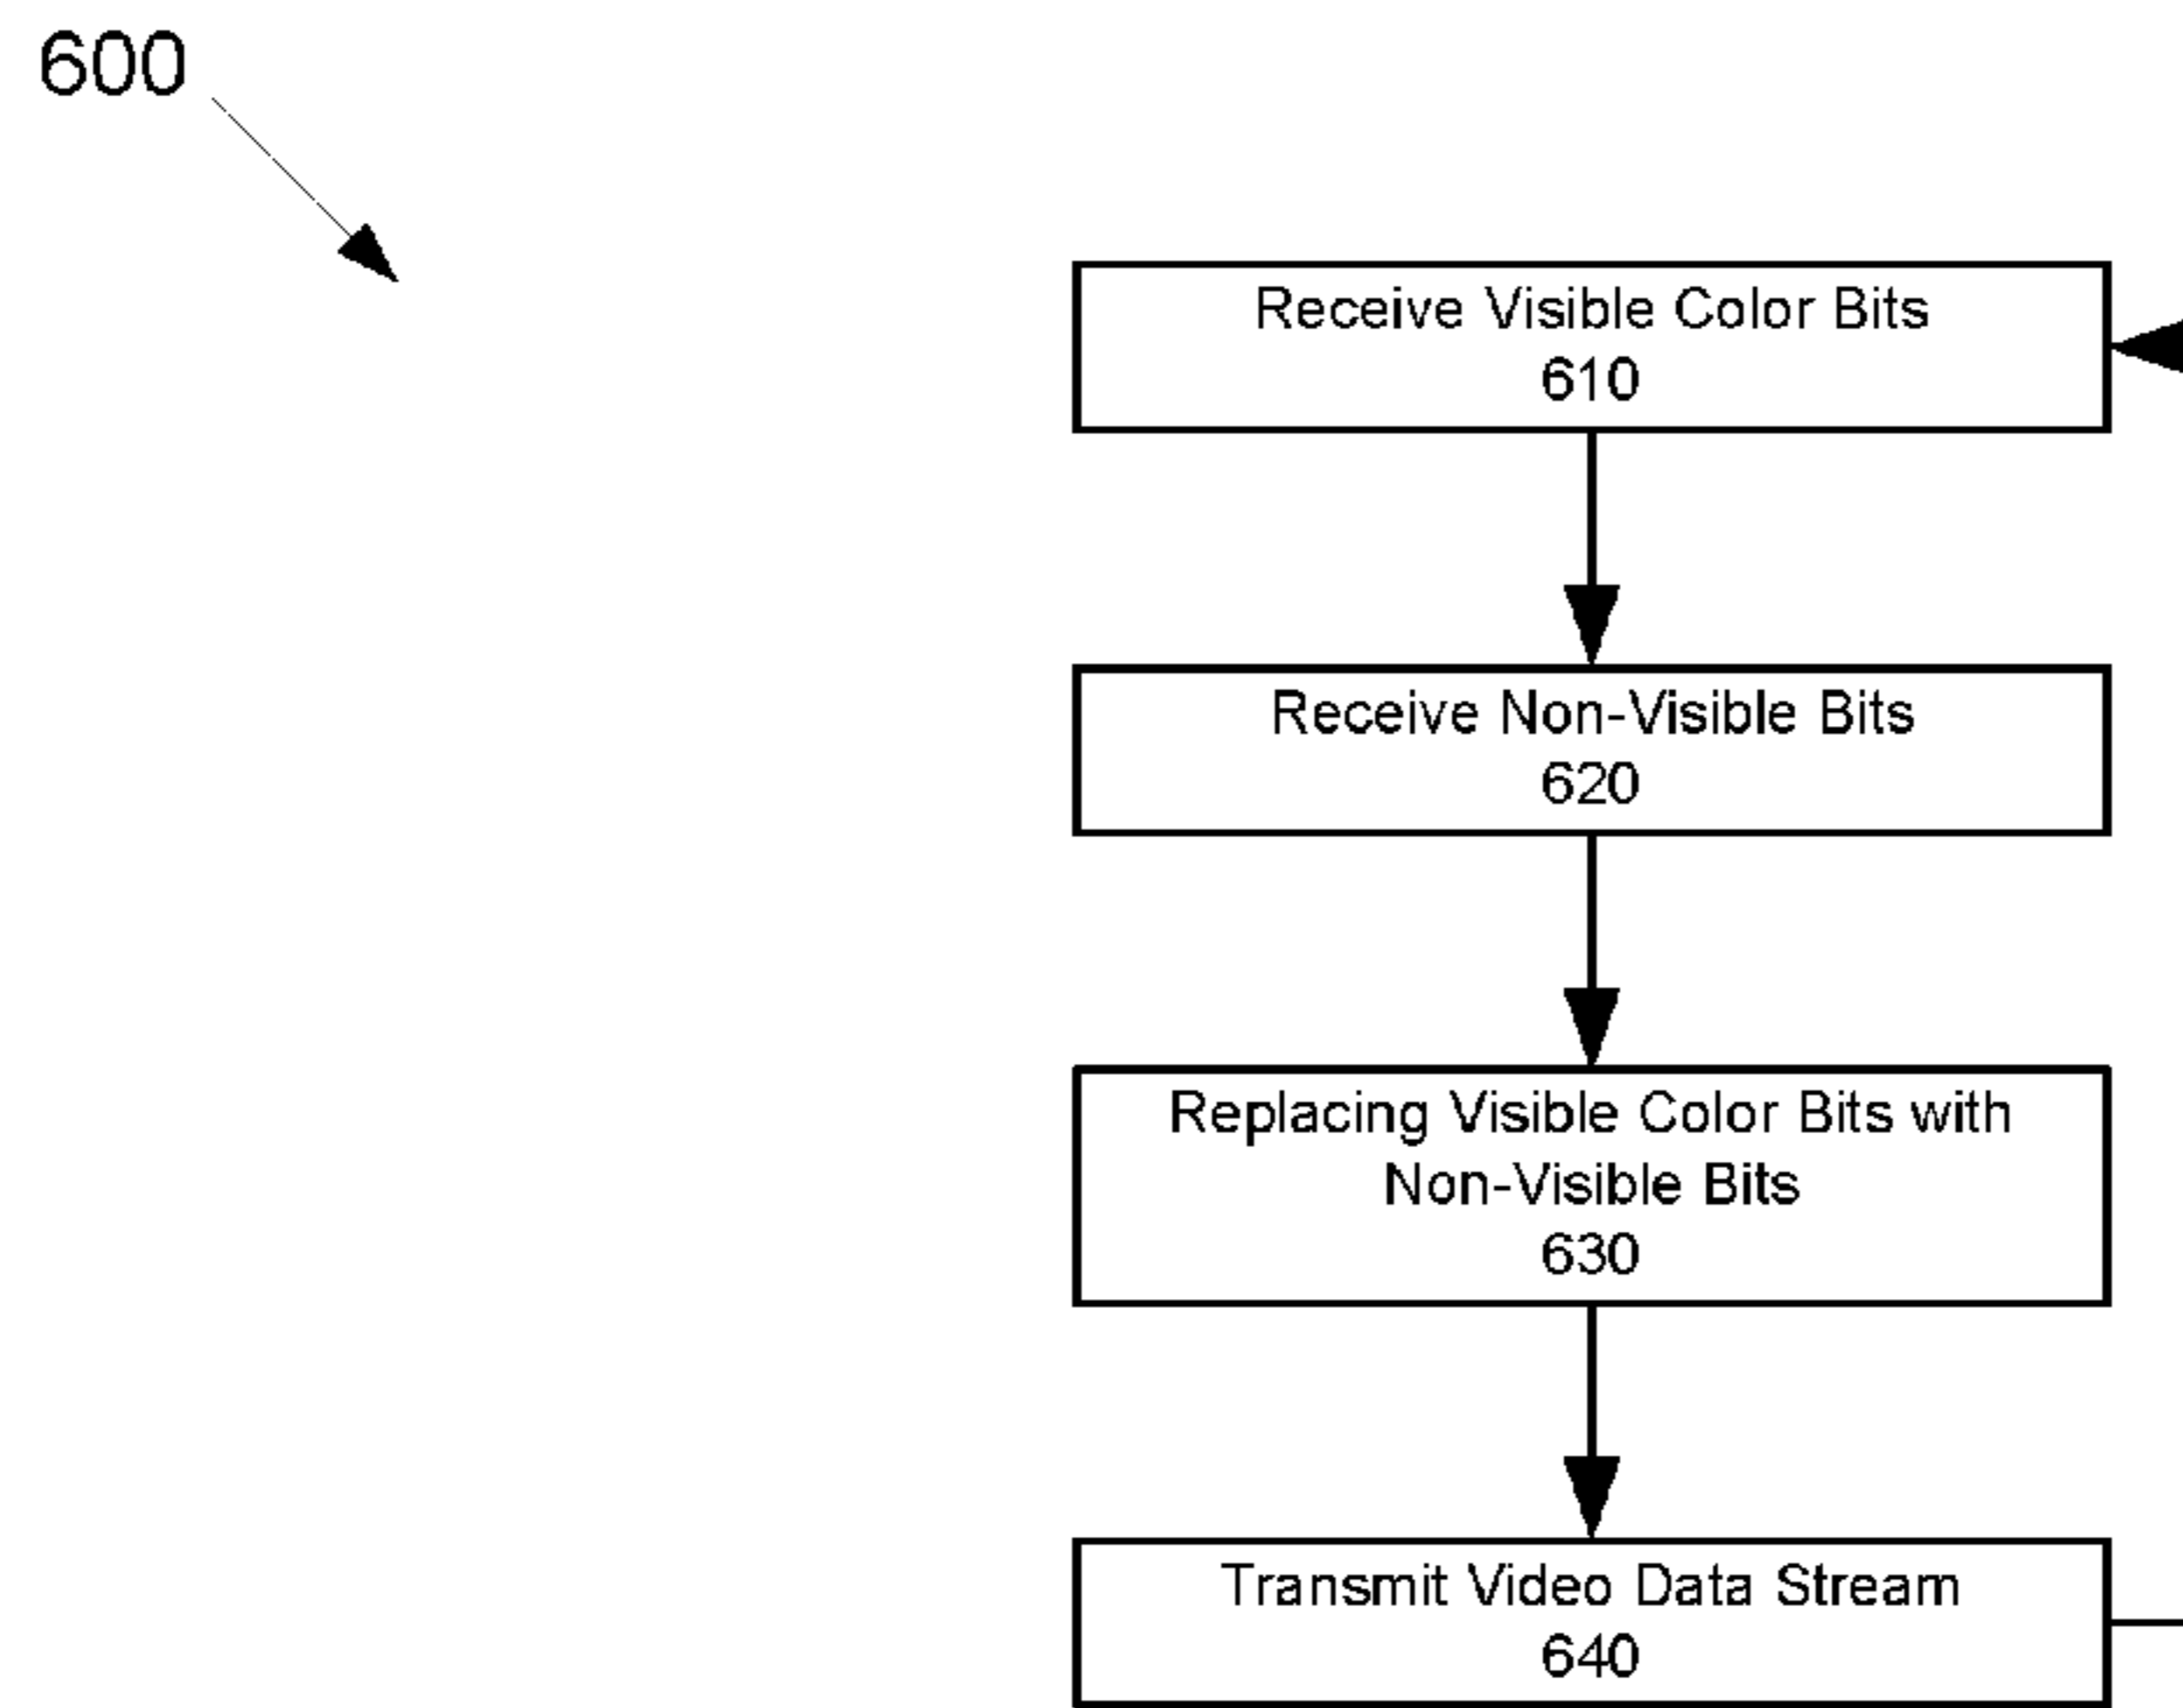 600
Receive Visible Color Bits
610
Receive Non-Visible Bits
620
Replacing Visible Color Bits with
Non-Visible Bits
630
Transmit Video Data Stream
640